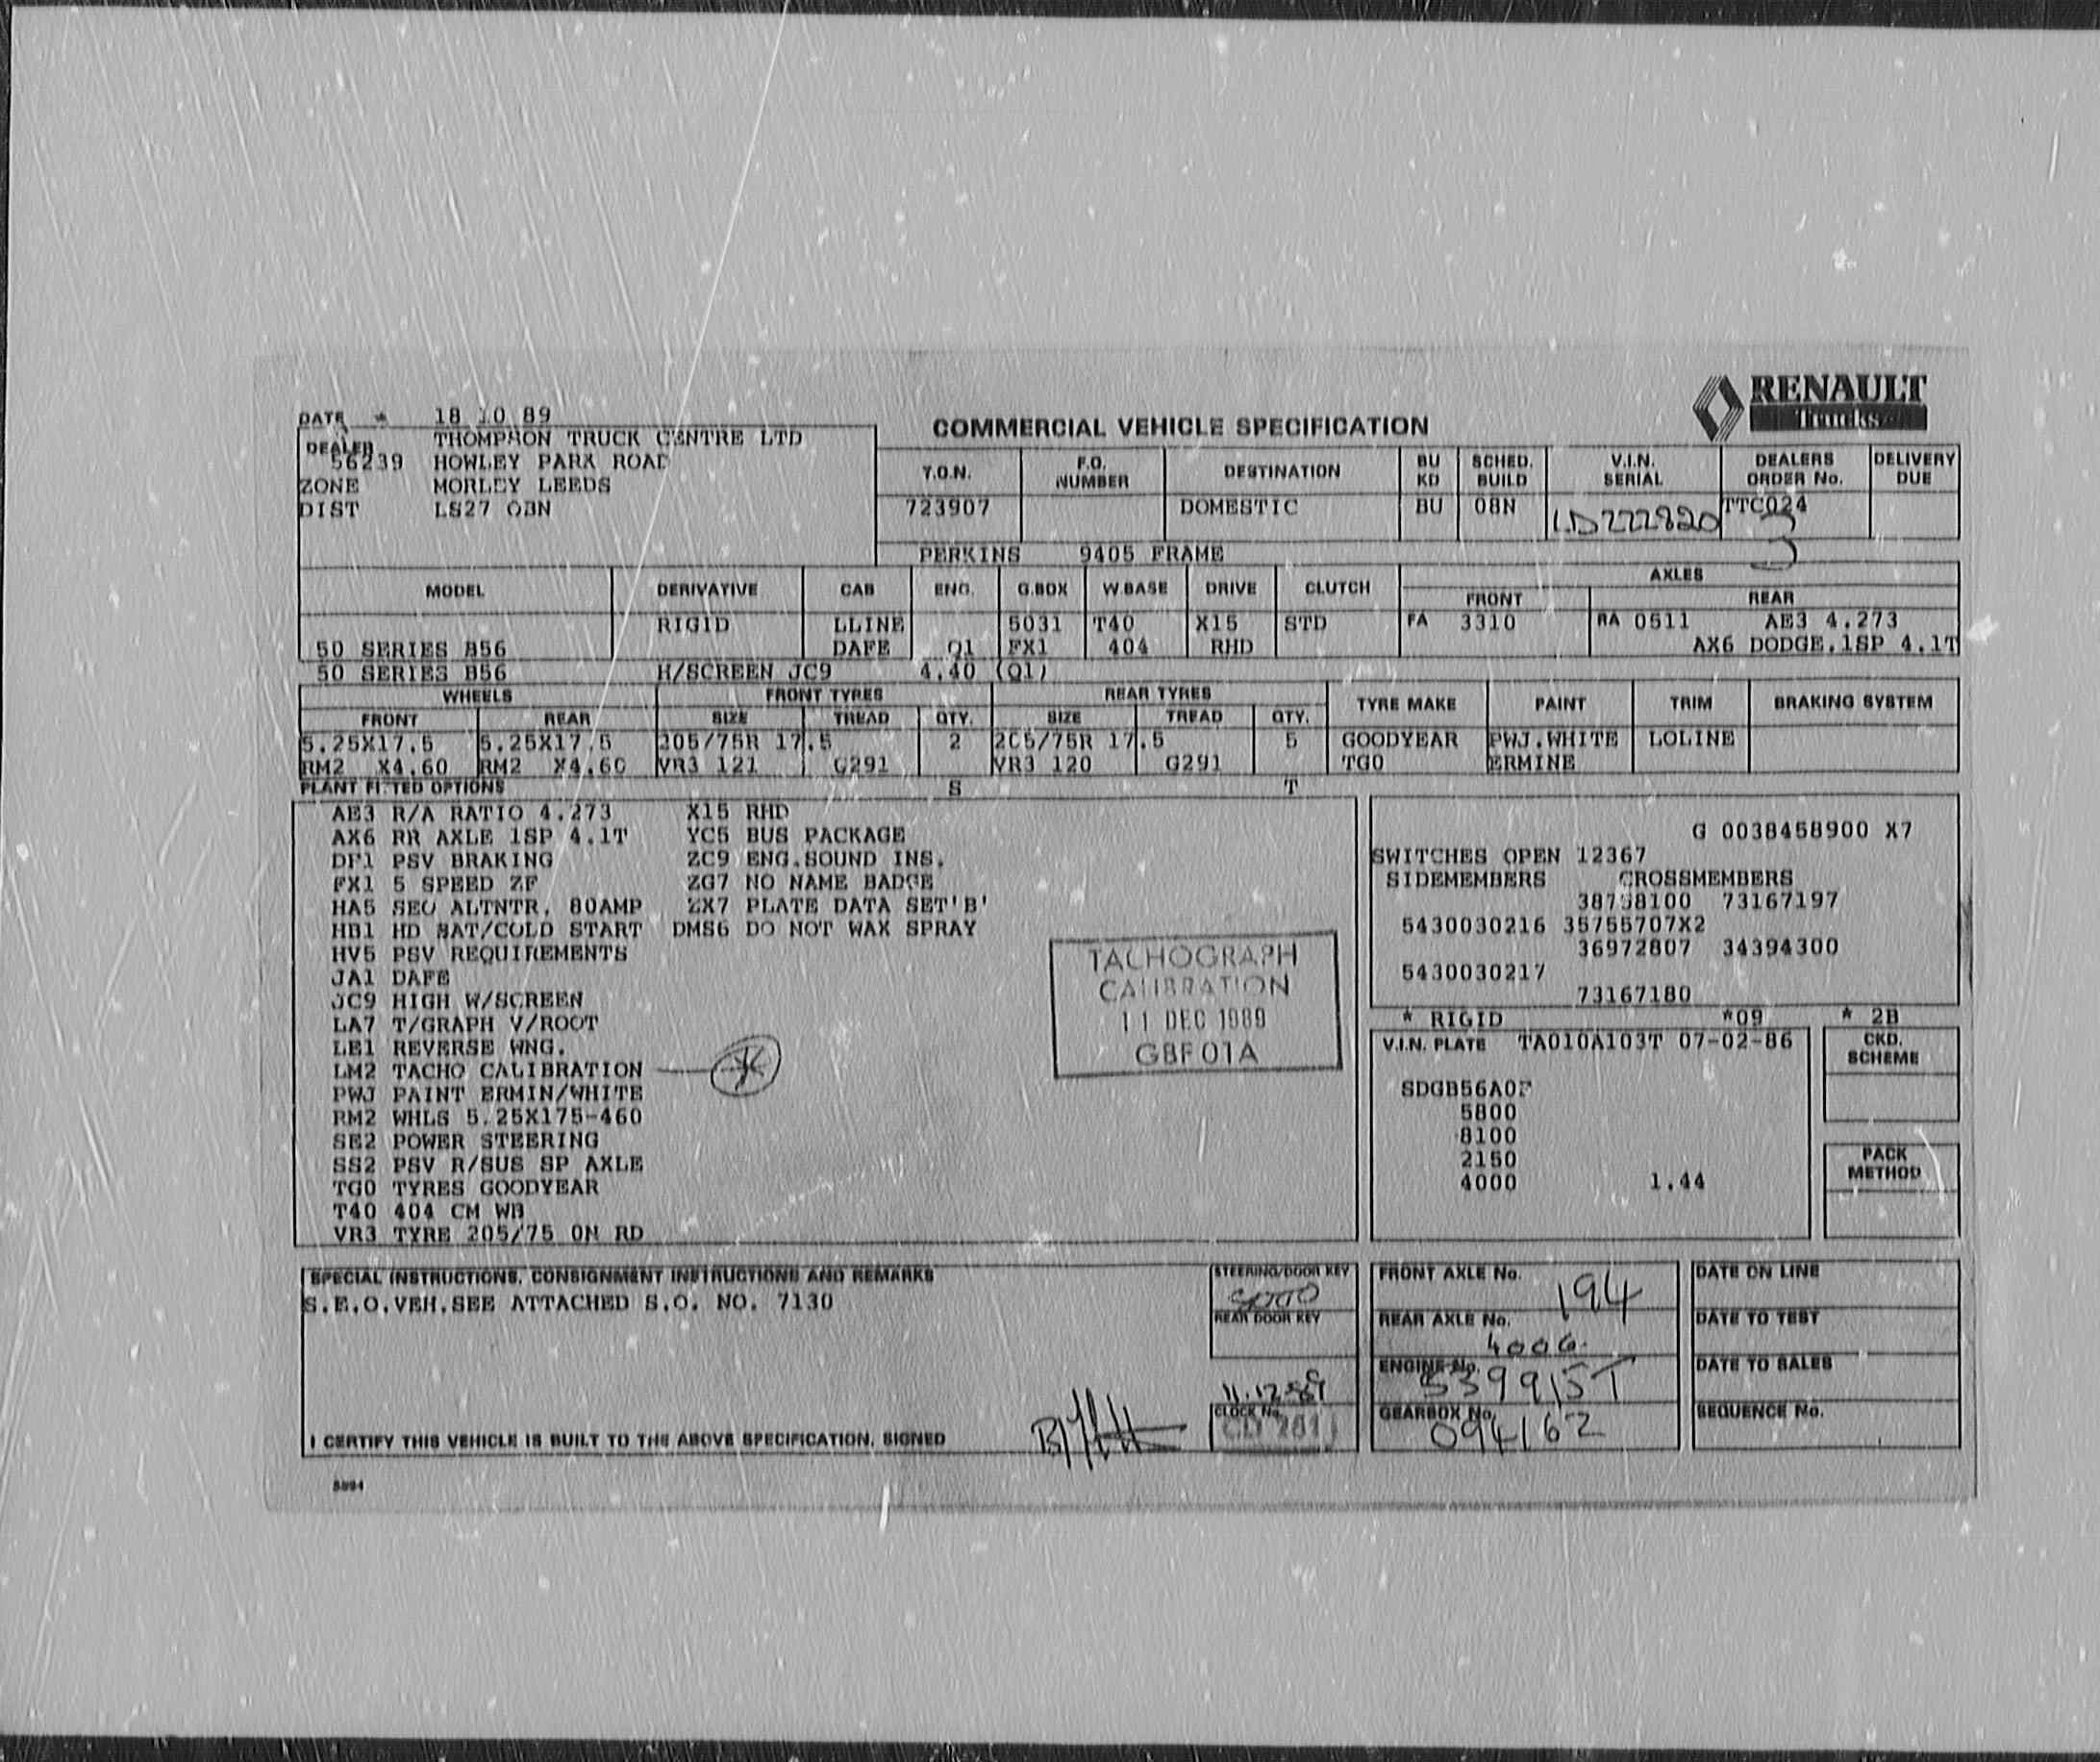 RENAULT
Trucks
DATE * 18 10 89
COMMERCIAL VEHICLE SPECIFICATION
DEALER THOMPSON TRUCK CENTRE LTD
56239 HOWLEY PARK ROAD
ZONE MORLEY LEEDS
DIST LS27 OBN
T.O.N. F.O. NUMBER DESTINATION BU KD SCHED. BUILD V.I.N. SERIAL DEALERS ORDER No. DELIVERY DUE
723907 DOMESTIC BU 08N LD222820 TTC024
PERKINS 9405 FRAME
MODEL DERIVATIVE CAB ENG. G.BOX W.BASE DRIVE CLUTCH AXLES
FRONT REAR
RIGID LLINE 5031 T40 X15 STD FA 3310 RA 0511 AE3 4.273
50 SERIES B56 DAFE Q1 FX1 404 RHD AX6 DODGE.1SP 4.1T
50 SERIES B56 H/SCREEN JC9 4.40 (Q1)
WHEELS FRONT TYRES REAR TYRES TYRE MAKE PAINT TRIM BRAKING SYSTEM
FRONT REAR SIZE TREAD QTY. SIZE TREAD QTY.
5.25X17.5 5.25X17.5 205/75R 17.5 2 205/75R 17.5 5 GOODYEAR PWJ.WHITE LOLINE
RM2 X4.60 RM2 X4.60 VR3 121 G291 VR3 120 G291 TG0 ERMINE
PLANT FITTED OPTIONS S T
AE3 R/A RATIO 4.273 X15 RHD
AX6 RR AXLE 1SP 4.1T YC5 BUS PACKAGE
DF1 PSV BRAKING ZC9 ENG.SOUND INS.
FX1 5 SPEED ZF ZG7 NO NAME BADGE
HA5 SEO ALTNTR. 80AMP ZX7 PLATE DATA SET'B'
HB1 HD BAT/COLD START DMS6 DO NOT WAX SPRAY
HV5 PSV REQUIREMENTS
JA1 DAFE
JC9 HIGH W/SCREEN
LA7 T/GRAPH V/ROOT
LE1 REVERSE WNG.
LM2 TACHO CALIBRATION
PWJ PAINT ERMIN/WHITE
RM2 WHLS 5.25X175-460
SE2 POWER STEERING
SS2 PSV R/SUS SP AXLE
TG0 TYRES GOODYEAR
T40 404 CM WB
VR3 TYRE 205/75 ON RD
TACHOGRAPH
CALIBRATION
11 DEC 1989
GBF01A
G 0038458900 X7
SWITCHES OPEN 12367
SIDEMEMBERS CROSSMEMBERS
73167197
5430030216 35755707X2
36972807 34394300
5430030217
73167180
* RIGID *09 * 2B
V.I.N. PLATE TA010A103T 07-02-86
SDGB56A0F
5800
8100
2150
4000 1.44
CKD. SCHEME
PACK METHOD
SPECIAL INSTRUCTIONS, CONSIGNMENT INSTRUCTIONS AND REMARKS
S.E.O.VEH.SEE ATTACHED S.O. NO. 7130
I CERTIFY THIS VEHICLE IS BUILT TO THE ABOVE SPECIFICATION, SIGNED
STEERING/DOOR KEY
REAR DOOR KEY
11.12.89
CLOCK No.
FRONT AXLE No. 194
REAR AXLE No.
4006
ENGINE No. 539915T
GEARBOX No. 094162
DATE ON LINE
DATE TO TEST
DATE TO SALES
SEQUENCE No.